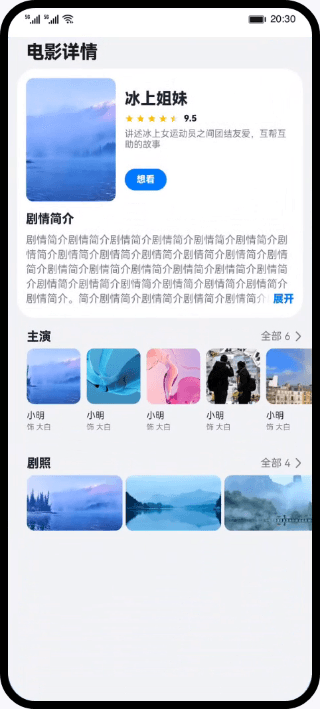 20:30
电影详情
冰上姐妹
9.5
讲述冰上女运动员之间团结友爱，互帮互
助的故事
想看
剧情简介
剧情简介剧情简介剧情简介剧情简介剧情简介剧情简介剧
情简介剧情简介剧情简介剧情简介剧情简介剧情简介剧情
简介剧情简介剧情简介剧情简介剧情简介剧情简介剧情简
介剧情简介剧情简介剧情简介剧情简介剧情简介剧情简介
剧情简介。简介剧情简介剧情简介剧情简介剧情简介 展开
主演 全部 6
小明 小明 小明 小明 小明
饰 大白 饰 大白 饰 大白 饰 大白 饰 大白
剧照 全部 4